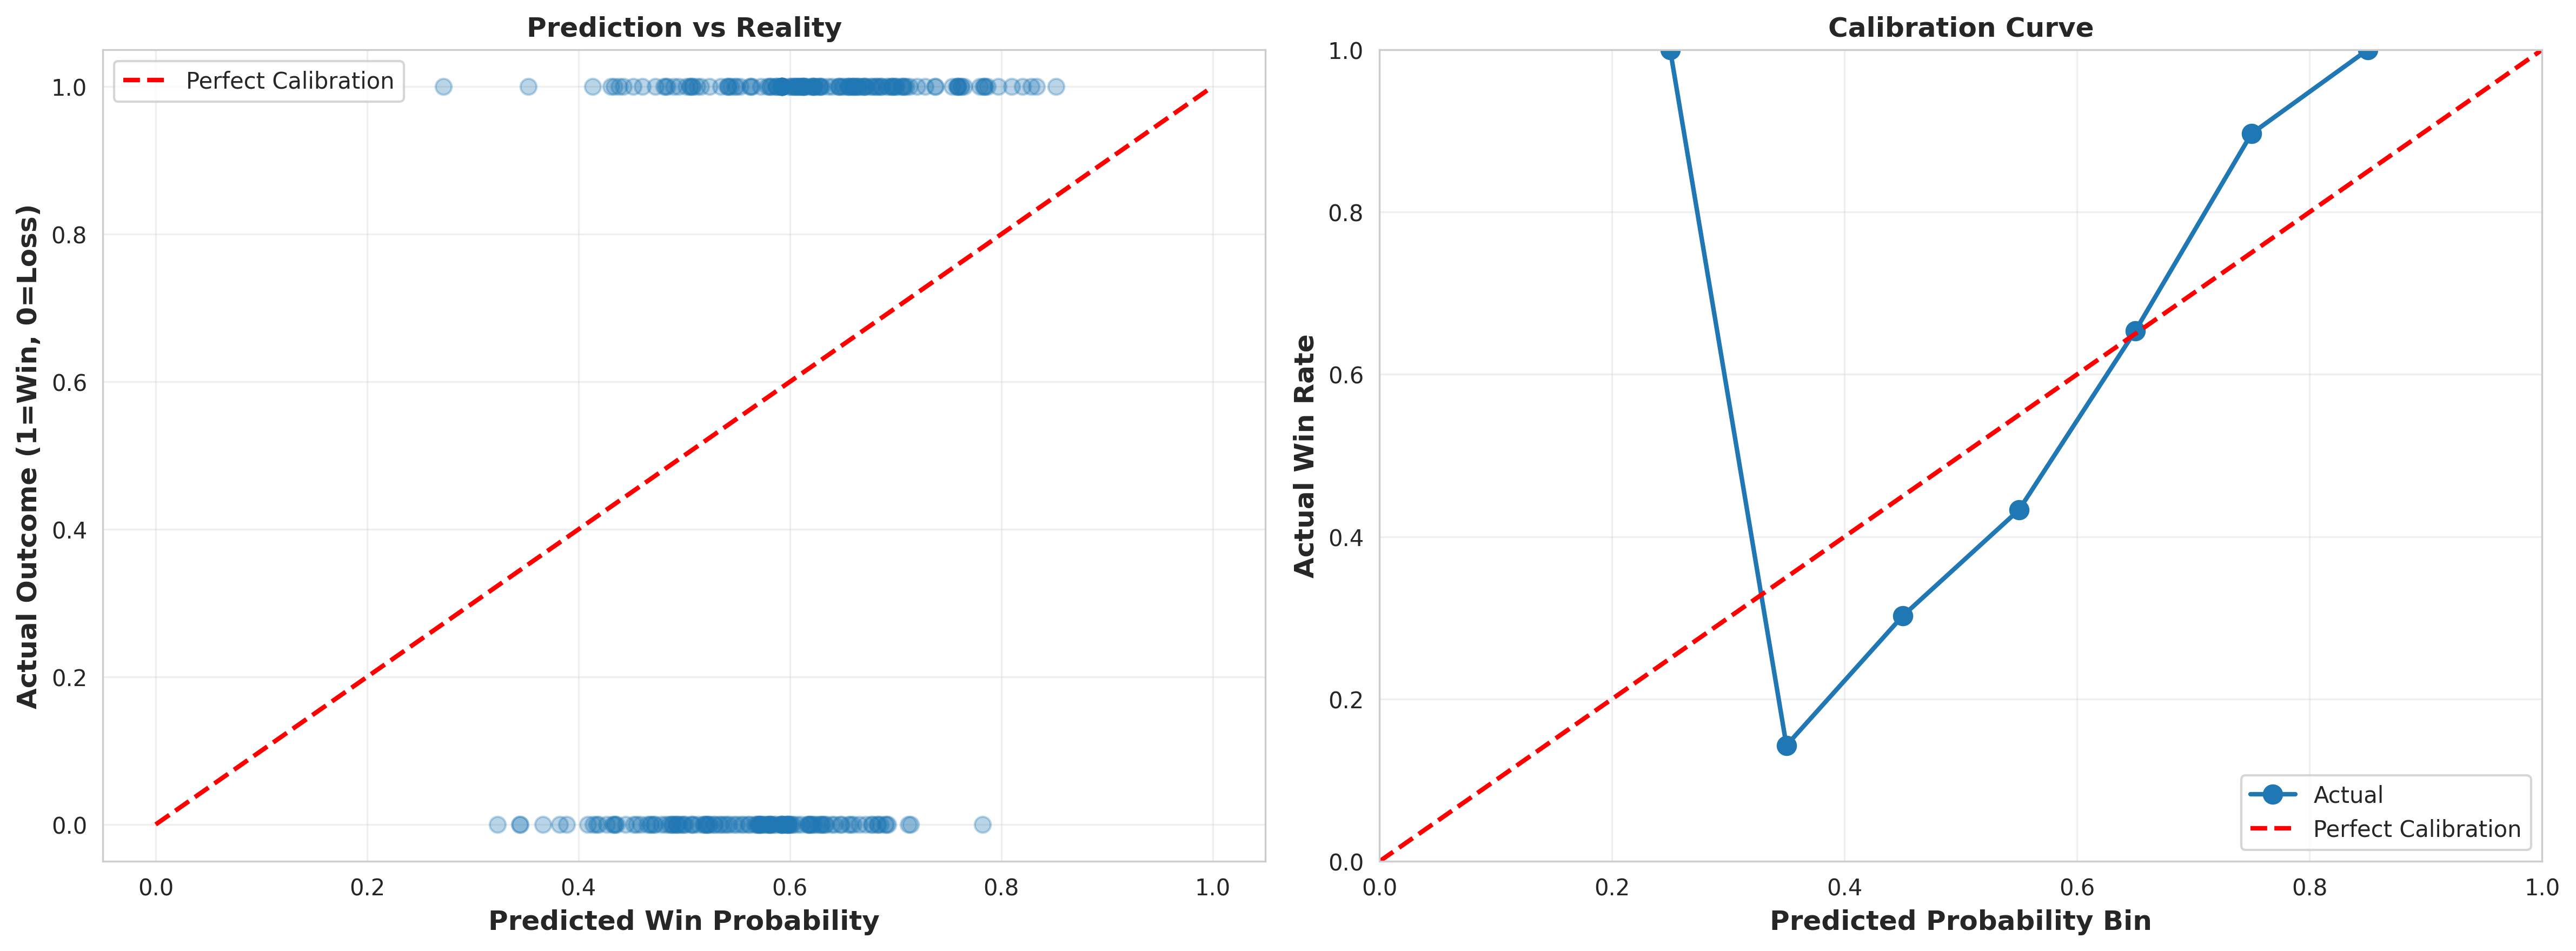 Prediction vs Reality
Perfect Calibration
Actual Outcome (1=Win, 0=Loss)
1.0
0.8
0.6
0.4
0.2
0.0
0.0 0.2 0.4 0.6 0.8 1.0
Predicted Win Probability
Calibration Curve
Actual Win Rate
1.0
0.8
0.6
0.4
0.2
0.0
Actual
Perfect Calibration
0.0 0.2 0.4 0.6 0.8 1.0
Predicted Probability Bin